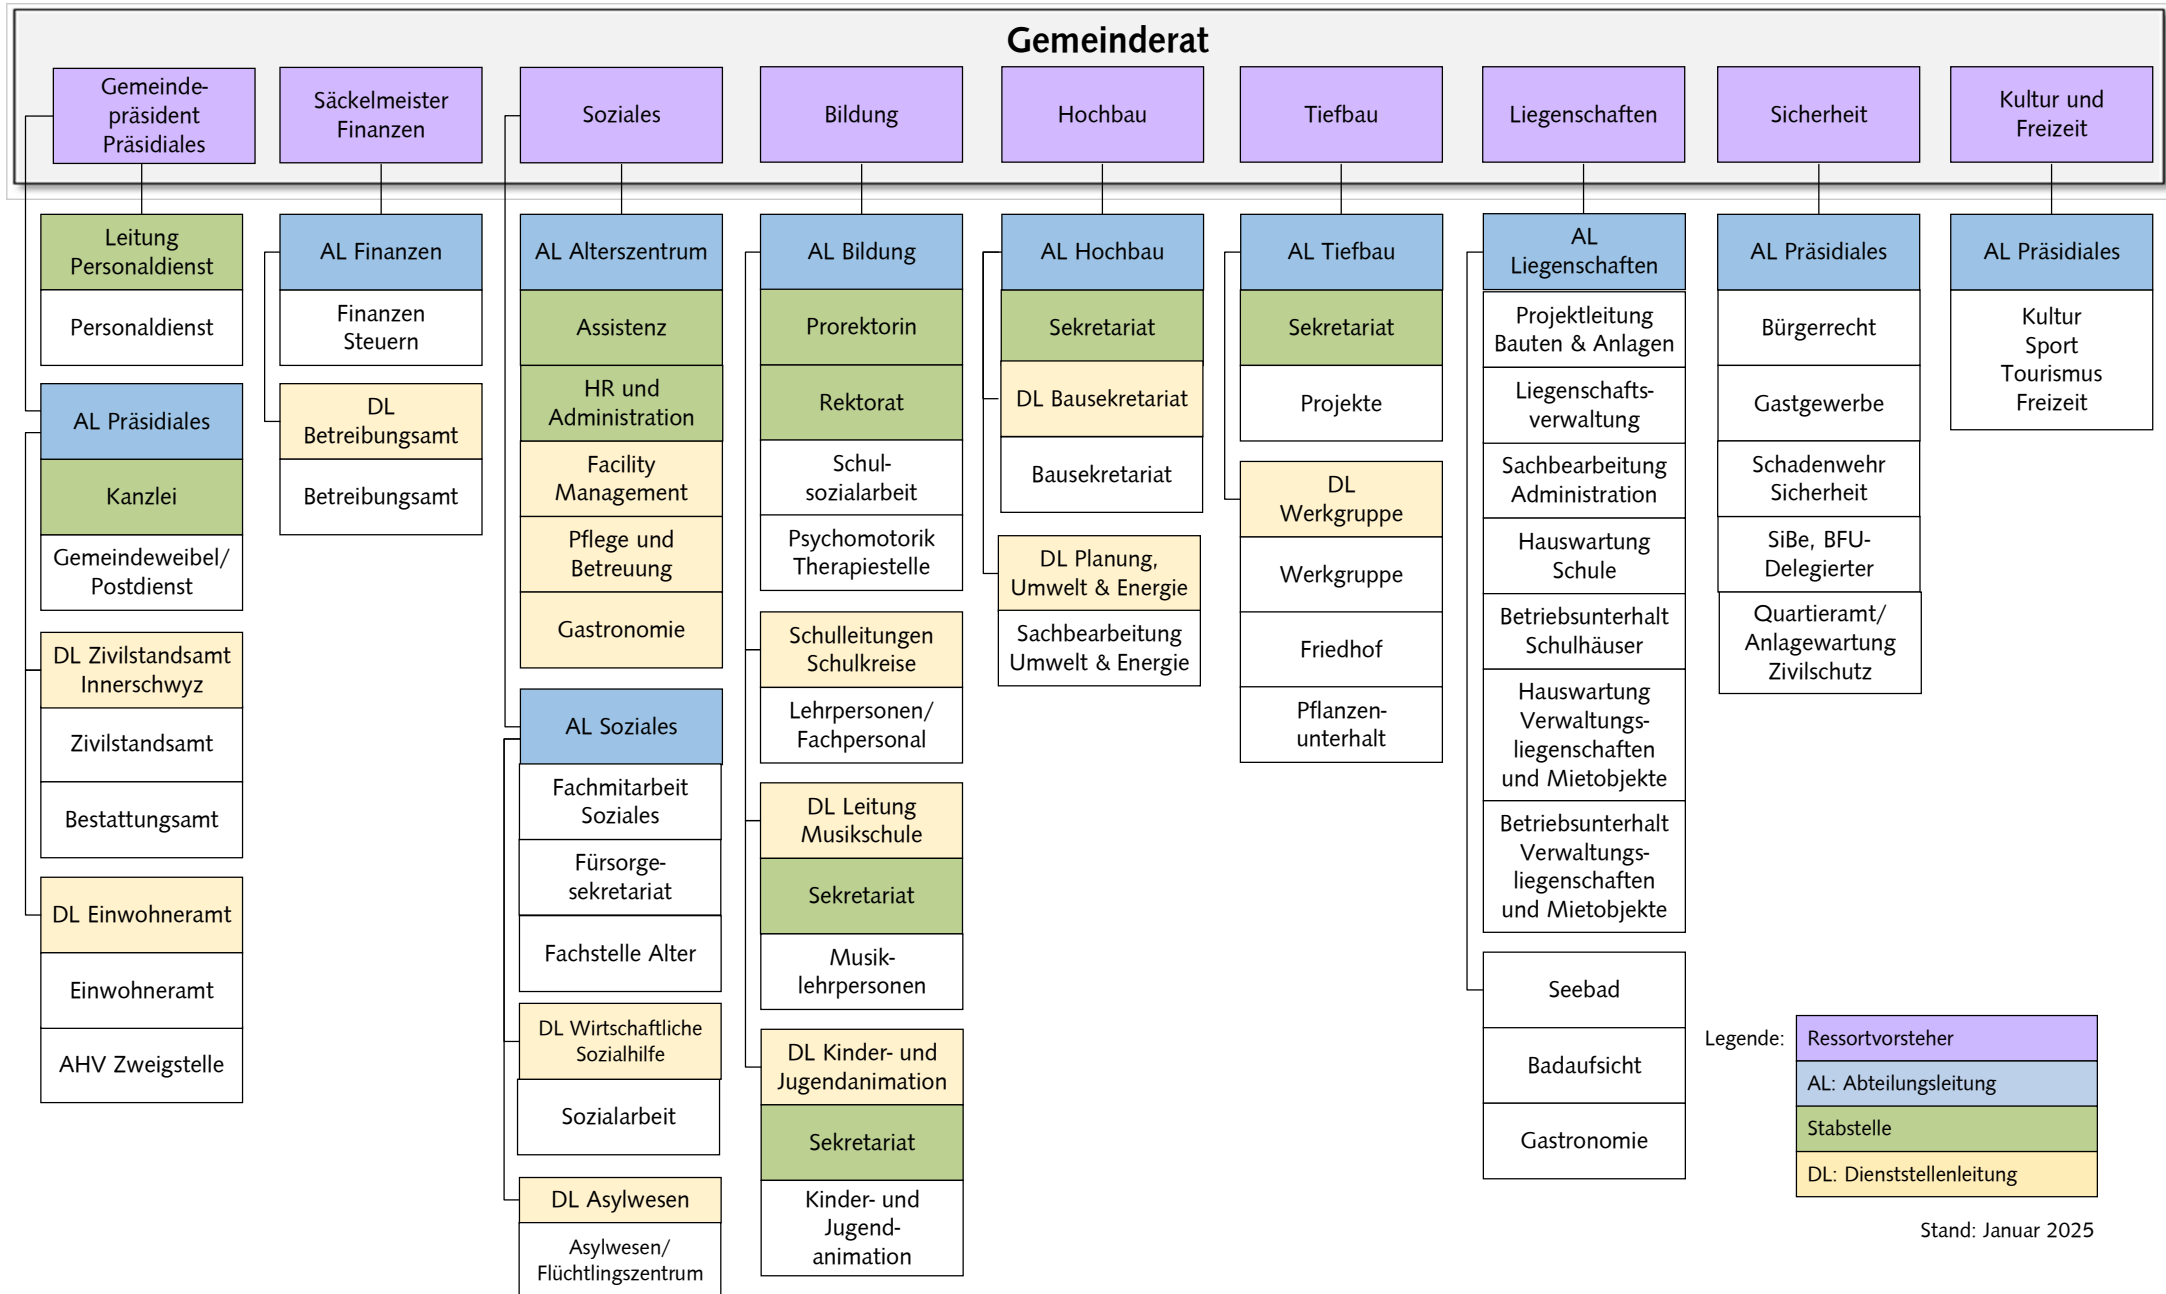 Gemeinderat
Gemeinde-
präsident
Präsidiales
Säckelmeister
Finanzen
Soziales
Bildung
Hochbau
Tiefbau
Liegenschaften
Sicherheit
Kultur und
Freizeit
Leitung
Personaldienst
Personaldienst
AL Präsidiales
Kanzlei
Gemeindeweibel/
Postdienst
DL Zivilstandsamt
Innerschwyz
Zivilstandsamt
Bestattungsamt
DL Einwohneramt
Einwohneramt
AHV Zweigstelle
AL Finanzen
Finanzen
Steuern
DL
Betreibungsamt
Betreibungsamt
AL Alterszentrum
Assistenz
HR und
Administration
Facility
Management
Pflege und
Betreuung
Gastronomie
AL Soziales
Fachmitarbeit
Soziales
Fürsorge-
sekretariat
Fachstelle Alter
DL Wirtschaftliche
Sozialhilfe
Sozialarbeit
DL Asylwesen
Asylwesen/
Flüchtlingszentrum
AL Bildung
Prorektorin
Rektorat
Schul-
sozialarbeit
Psychomotorik
Therapiestelle
Schulleitungen
Schulkreise
Lehrpersonen/
Fachpersonal
DL Leitung
Musikschule
Sekretariat
Musik-
lehrpersonen
DL Kinder- und
Jugendanimation
Sekretariat
Kinder- und
Jugend-
animation
AL Hochbau
Sekretariat
DL Bausekretariat
Bausekretariat
DL Planung,
Umwelt & Energie
Sachbearbeitung
Umwelt & Energie
AL Tiefbau
Sekretariat
Projekte
DL
Werkgruppe
Werkgruppe
Friedhof
Pflanzen-
unterhalt
AL
Liegenschaften
Projektleitung
Bauten & Anlagen
Liegenschafts-
verwaltung
Sachbearbeitung
Administration
Hauswartung
Schule
Betriebsunterhalt
Schulhäuser
Hauswartung
Verwaltungs-
liegenschaften
und Mietobjekte
Betriebsunterhalt
Verwaltungs-
liegenschaften
und Mietobjekte
Seebad
Badaufsicht
Gastronomie
AL Präsidiales
Bürgerrecht
Gastgewerbe
Schadenwehr
Sicherheit
SiBe, BFU-
Delegierter
Quartieramt/
Anlagewartung
Zivilschutz
AL Präsidiales
Kultur
Sport
Tourismus
Freizeit
Legende:
Ressortvorsteher
AL: Abteilungsleitung
Stabstelle
DL: Dienststellenleitung
Stand: Januar 2025